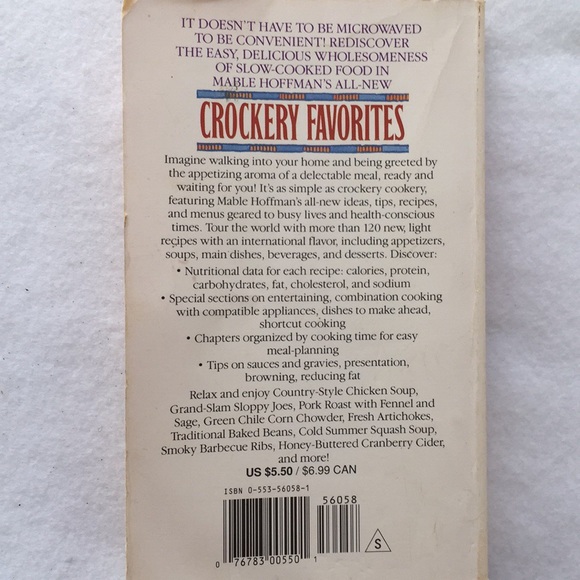 IT DOESN'T HAVE TO BE MICROWAVED
TO BE CONVENIENT! REDISCOVER
THE EASY, DELICIOUS WHOLESOMENESS
OF SLOW-COOKED FOOD IN
MABLE HOFFMAN'S ALL-NEW
CROCKERY FAVORITES
Imagine walking into your home and being greeted by
the appetizing aroma of a delectable meal, ready and
waiting for you! It's as simple as crockery cookery,
featuring Mable Hoffman's all-new ideas, tips, recipes,
and menus geared to busy lives and health-conscious
times. Tour the world with more than 120 new, light
recipes with an international flavor, including appetizers,
soups, main dishes, beverages, and desserts. Discover:
• Nutritional data for each recipe: calories, protein,
carbohydrates, fat, cholesterol, and sodium
• Special sections on entertaining, combination cooking
with compatible appliances, dishes to make ahead,
shortcut cooking
• Chapters organized by cooking time for easy
meal-planning
• Tips on sauces and gravies, presentation,
browning, reducing fat
Relax and enjoy Country-Style Chicken Soup,
Grand-Slam Sloppy Joes, Pork Roast with Fennel and
Sage, Green Chile Corn Chowder, Fresh Artichokes,
Traditional Baked Beans, Cold Summer Squash Soup,
Smoky Barbecue Ribs, Honey-Buttered Cranberry Cider,
and more!
US $5.50 / $6.99 CAN
ISBN 0-553-56058-1
56058
0 76783 00550 1
S